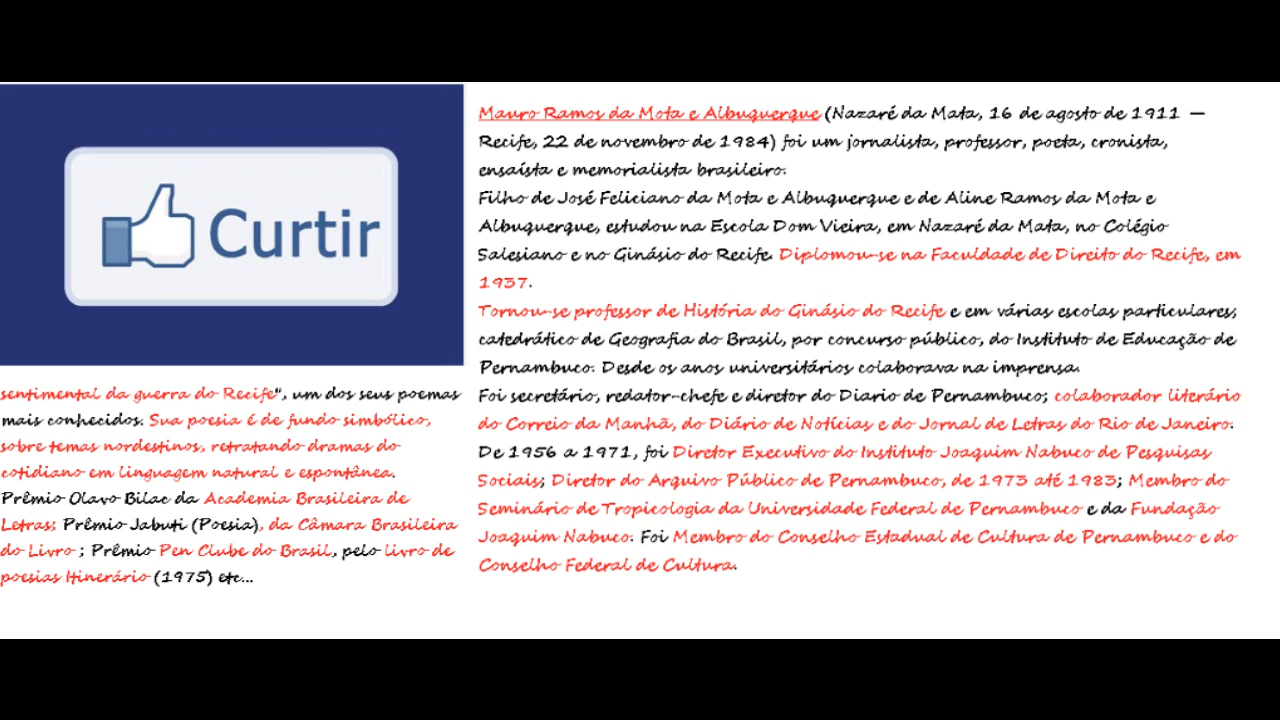 Curtir
sentimental da guerra do Recife", um dos seus poemas
mais conhecidos. Sua poesia é de fundo simbólico,
sobre temas nordestinos, retratando dramas do
cotidiano em linguagem natural e espontânea.
Prêmio Olavo Bilac da Academia Brasileira de
Letras; Prêmio Jabuti (Poesia), da Câmara Brasileira
do Livro ; Prêmio Pen Clube do Brasil, pelo livro de
poesias Itinerário (1975) etc...
Mauro Ramos da Mota e Albuquerque (Nazaré da Mata, 16 de agosto de 1911 —
Recife, 22 de novembro de 1984) foi um jornalista, professor, poeta, cronista,
ensaísta e memorialista brasileiro.
Filho de José Feliciano da Mota e Albuquerque e de Aline Ramos da Mota e
Albuquerque, estudou na Escola Dom Vieira, em Nazaré da Mata, no Colégio
Salesiano e no Ginásio do Recife. Diplomou-se na Faculdade de Direito do Recife, em
1937.
Tornou-se professor de História do Ginásio do Recife e em várias escolas particulares;
catedrático de Geografia do Brasil, por concurso público, do Instituto de Educação de
Pernambuco. Desde os anos universitários colaborava na imprensa.
Foi secretário, redator-chefe e diretor do Diario de Pernambuco; colaborador literário
do Correio da Manhã, do Diário de Notícias e do Jornal de Letras do Rio de Janeiro.
De 1956 a 1971, foi Diretor Executivo do Instituto Joaquim Nabuco de Pesquisas
Sociais; Diretor do Arquivo Público de Pernambuco, de 1973 até 1983; Membro do
Seminário de Tropicologia da Universidade Federal de Pernambuco e da Fundação
Joaquim Nabuco. Foi Membro do Conselho Estadual de Cultura de Pernambuco e do
Conselho Federal de Cultura.